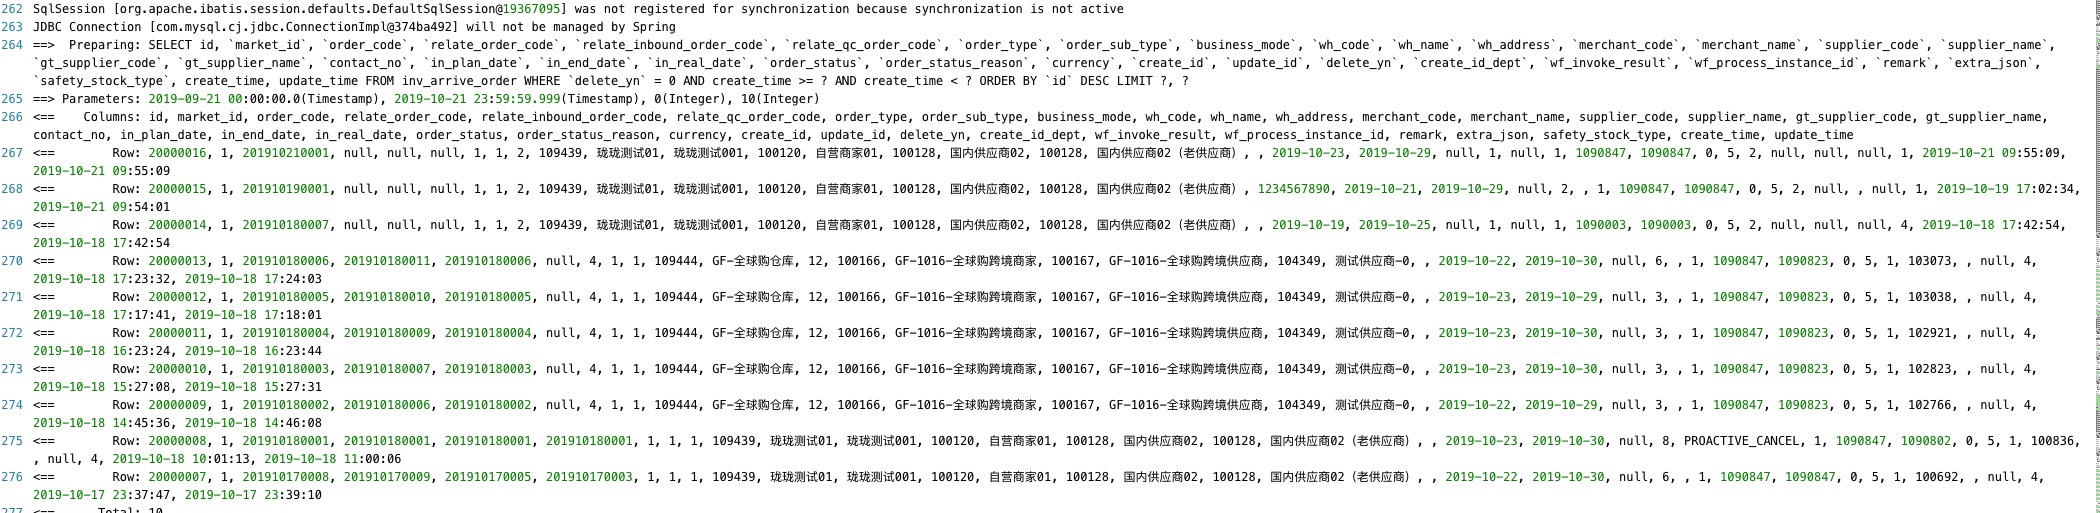 262 SqlSession [org.apache.ibatis.session.defaults.DefaultSqlSession@19367095] was not registered for synchronization because synchronization is not active
263 JDBC Connection [com.mysql.cj.jdbc.ConnectionImpl@374ba492] will not be managed by Spring
264 ==>  Preparing: SELECT id, `market_id`, `order_code`, `relate_order_code`, `relate_inbound_order_code`, `relate_qc_order_code`, `order_type`, `order_sub_type`, `business_mode`, `wh_code`, `wh_name`, `wh_address`, `merchant_code`, `merchant_name`, `supplier_code`, `supplier_name`,
`gt_supplier_code`, `gt_supplier_name`, `contact_no`, `in_plan_date`, `in_end_date`, `in_real_date`, `order_status`, `order_status_reason`, `currency`, `create_id`, `update_id`, `delete_yn`, `create_id_dept`, `wf_invoke_result`, `wf_process_instance_id`, `remark`, `extra_json`,
`safety_stock_type`, create_time, update_time FROM inv_arrive_order WHERE `delete_yn` = 0 AND create_time >= ? AND create_time < ? ORDER BY `id` DESC LIMIT ?, ?
265 ==> Parameters: 2019-09-21 00:00:00.0(Timestamp), 2019-10-21 23:59:59.999(Timestamp), 0(Integer), 10(Integer)
266 <==    Columns: id, market_id, order_code, relate_order_code, relate_inbound_order_code, relate_qc_order_code, order_type, order_sub_type, business_mode, wh_code, wh_name, wh_address, merchant_code, merchant_name, supplier_code, supplier_name, gt_supplier_code, gt_supplier_name,
contact_no, in_plan_date, in_end_date, in_real_date, order_status, order_status_reason, currency, create_id, update_id, delete_yn, create_id_dept, wf_invoke_result, wf_process_instance_id, remark, extra_json, safety_stock_type, create_time, update_time
267 <==        Row: 20000016, 1, 201910210001, null, null, null, 1, 1, 2, 109439, 珑珑测试01, 珑珑测试001, 100120, 自营商家01, 100128, 国内供应商02, 100128, 国内供应商02（老供应商）, , 2019-10-23, 2019-10-29, null, 1, null, 1, 1090847, 1090847, 0, 5, 2, null, null, null, 1, 2019-10-21 09:55:09,
2019-10-21 09:55:09
268 <==        Row: 20000015, 1, 201910190001, null, null, null, 1, 1, 2, 109439, 珑珑测试01, 珑珑测试001, 100120, 自营商家01, 100128, 国内供应商02, 100128, 国内供应商02（老供应商）, 1234567890, 2019-10-21, 2019-10-29, null, 2, , 1, 1090847, 1090847, 0, 5, 2, null, , null, 1, 2019-10-19 17:02:34,
2019-10-21 09:54:01
269 <==        Row: 20000014, 1, 201910180007, null, null, null, 1, 1, 2, 109439, 珑珑测试01, 珑珑测试001, 100120, 自营商家01, 100128, 国内供应商02, 100128, 国内供应商02（老供应商）, , 2019-10-19, 2019-10-25, null, 1, null, 1, 1090003, 1090003, 0, 5, 2, null, null, null, 4, 2019-10-18 17:42:54,
2019-10-18 17:42:54
270 <==        Row: 20000013, 1, 201910180006, 201910180011, 201910180006, null, 4, 1, 1, 109444, GF-全球购仓库, 12, 100166, GF-1016-全球购跨境商家, 100167, GF-1016-全球购跨境供应商, 104349, 测试供应商-0, , 2019-10-22, 2019-10-30, null, 6, , 1, 1090847, 1090823, 0, 5, 1, 103073, , null, 4,
2019-10-18 17:23:32, 2019-10-18 17:24:03
271 <==        Row: 20000012, 1, 201910180005, 201910180010, 201910180005, null, 4, 1, 1, 109444, GF-全球购仓库, 12, 100166, GF-1016-全球购跨境商家, 100167, GF-1016-全球购跨境供应商, 104349, 测试供应商-0, , 2019-10-23, 2019-10-29, null, 3, , 1, 1090847, 1090823, 0, 5, 1, 103038, , null, 4,
2019-10-18 17:17:41, 2019-10-18 17:18:01
272 <==        Row: 20000011, 1, 201910180004, 201910180009, 201910180004, null, 4, 1, 1, 109444, GF-全球购仓库, 12, 100166, GF-1016-全球购跨境商家, 100167, GF-1016-全球购跨境供应商, 104349, 测试供应商-0, , 2019-10-23, 2019-10-30, null, 3, , 1, 1090847, 1090823, 0, 5, 1, 102921, , null, 4,
2019-10-18 16:23:24, 2019-10-18 16:23:44
273 <==        Row: 20000010, 1, 201910180003, 201910180007, 201910180003, null, 4, 1, 1, 109444, GF-全球购仓库, 12, 100166, GF-1016-全球购跨境商家, 100167, GF-1016-全球购跨境供应商, 104349, 测试供应商-0, , 2019-10-23, 2019-10-30, null, 3, , 1, 1090847, 1090823, 0, 5, 1, 102823, , null, 4,
2019-10-18 15:27:08, 2019-10-18 15:27:31
274 <==        Row: 20000009, 1, 201910180002, 201910180006, 201910180002, null, 4, 1, 1, 109444, GF-全球购仓库, 12, 100166, GF-1016-全球购跨境商家, 100167, GF-1016-全球购跨境供应商, 104349, 测试供应商-0, , 2019-10-22, 2019-10-29, null, 3, , 1, 1090847, 1090823, 0, 5, 1, 102766, , null, 4,
2019-10-18 14:45:36, 2019-10-18 14:46:08
275 <==        Row: 20000008, 1, 201910180001, 201910180001, 201910180001, 201910180001, 1, 1, 1, 109439, 珑珑测试01, 珑珑测试001, 100120, 自营商家01, 100128, 国内供应商02, 100128, 国内供应商02（老供应商）, , 2019-10-23, 2019-10-30, null, 8, PROACTIVE_CANCEL, 1, 1090847, 1090802, 0, 5, 1, 100836,
, null, 4, 2019-10-18 10:01:13, 2019-10-18 11:00:06
276 <==        Row: 20000007, 1, 201910170008, 201910170009, 201910170005, 201910170003, 1, 1, 1, 109439, 珑珑测试01, 珑珑测试001, 100120, 自营商家01, 100128, 国内供应商02, 100128, 国内供应商02（老供应商）, , 2019-10-22, 2019-10-30, null, 6, , 1, 1090847, 1090847, 0, 5, 1, 100692, , null, 4,
2019-10-17 23:37:47, 2019-10-17 23:39:10
277 <==      Total: 10